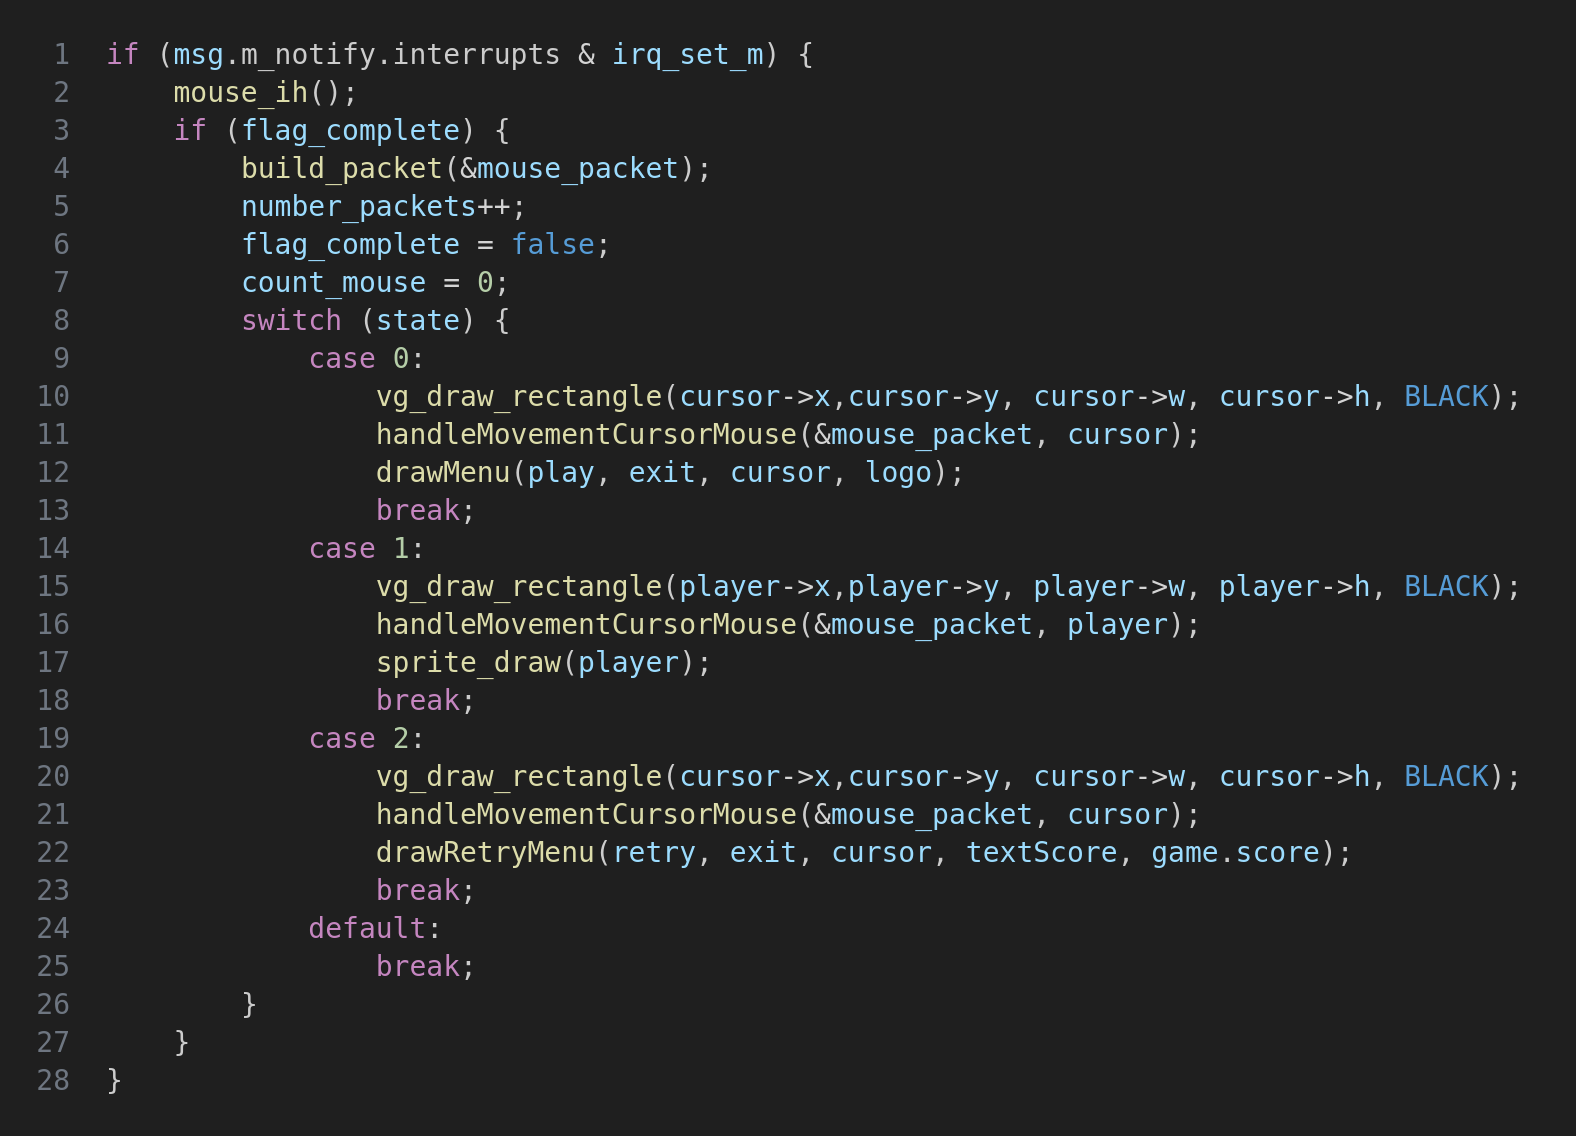 1 if (msg.m_notify.interrupts & irq_set_m) {
2     mouse_ih();
3     if (flag_complete) {
4         build_packet(&mouse_packet);
5         number_packets++;
6         flag_complete = false;
7         count_mouse = 0;
8         switch (state) {
9             case 0:
10                 vg_draw_rectangle(cursor->x,cursor->y, cursor->w, cursor->h, BLACK);
11                 handleMovementCursorMouse(&mouse_packet, cursor);
12                 drawMenu(play, exit, cursor, logo);
13                 break;
14             case 1:
15                 vg_draw_rectangle(player->x,player->y, player->w, player->h, BLACK);
16                 handleMovementCursorMouse(&mouse_packet, player);
17                 sprite_draw(player);
18                 break;
19             case 2:
20                 vg_draw_rectangle(cursor->x,cursor->y, cursor->w, cursor->h, BLACK);
21                 handleMovementCursorMouse(&mouse_packet, cursor);
22                 drawRetryMenu(retry, exit, cursor, textScore, game.score);
23                 break;
24             default:
25                 break;
26         }
27     }
28 }